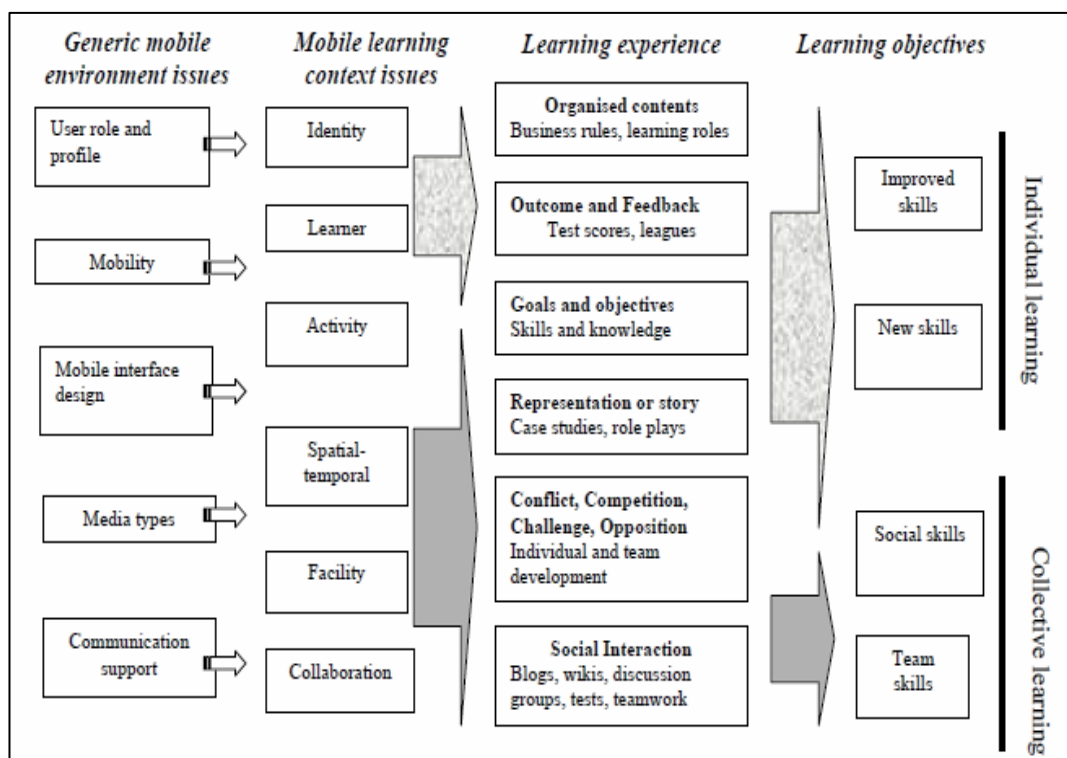 Generic mobile
environment issues
User role and
profile
Mobility
Mobile interface
design
Media types
Communication
support
Mobile learning
context issues
Identity
Learner
Activity
Spatial-
temporal
Facility
Collaboration
Learning experience
Organised contents
Business rules, learning roles
Outcome and Feedback
Test scores, leagues
Goals and objectives
Skills and knowledge
Representation or story
Case studies, role plays
Conflict, Competition,
Challenge, Opposition
Individual and team
development
Social Interaction
Blogs, wikis, discussion
groups, tests, teamwork
Learning objectives
Improved
skills
New skills
Social skills
Team
skills
Individual learning
Collective learning